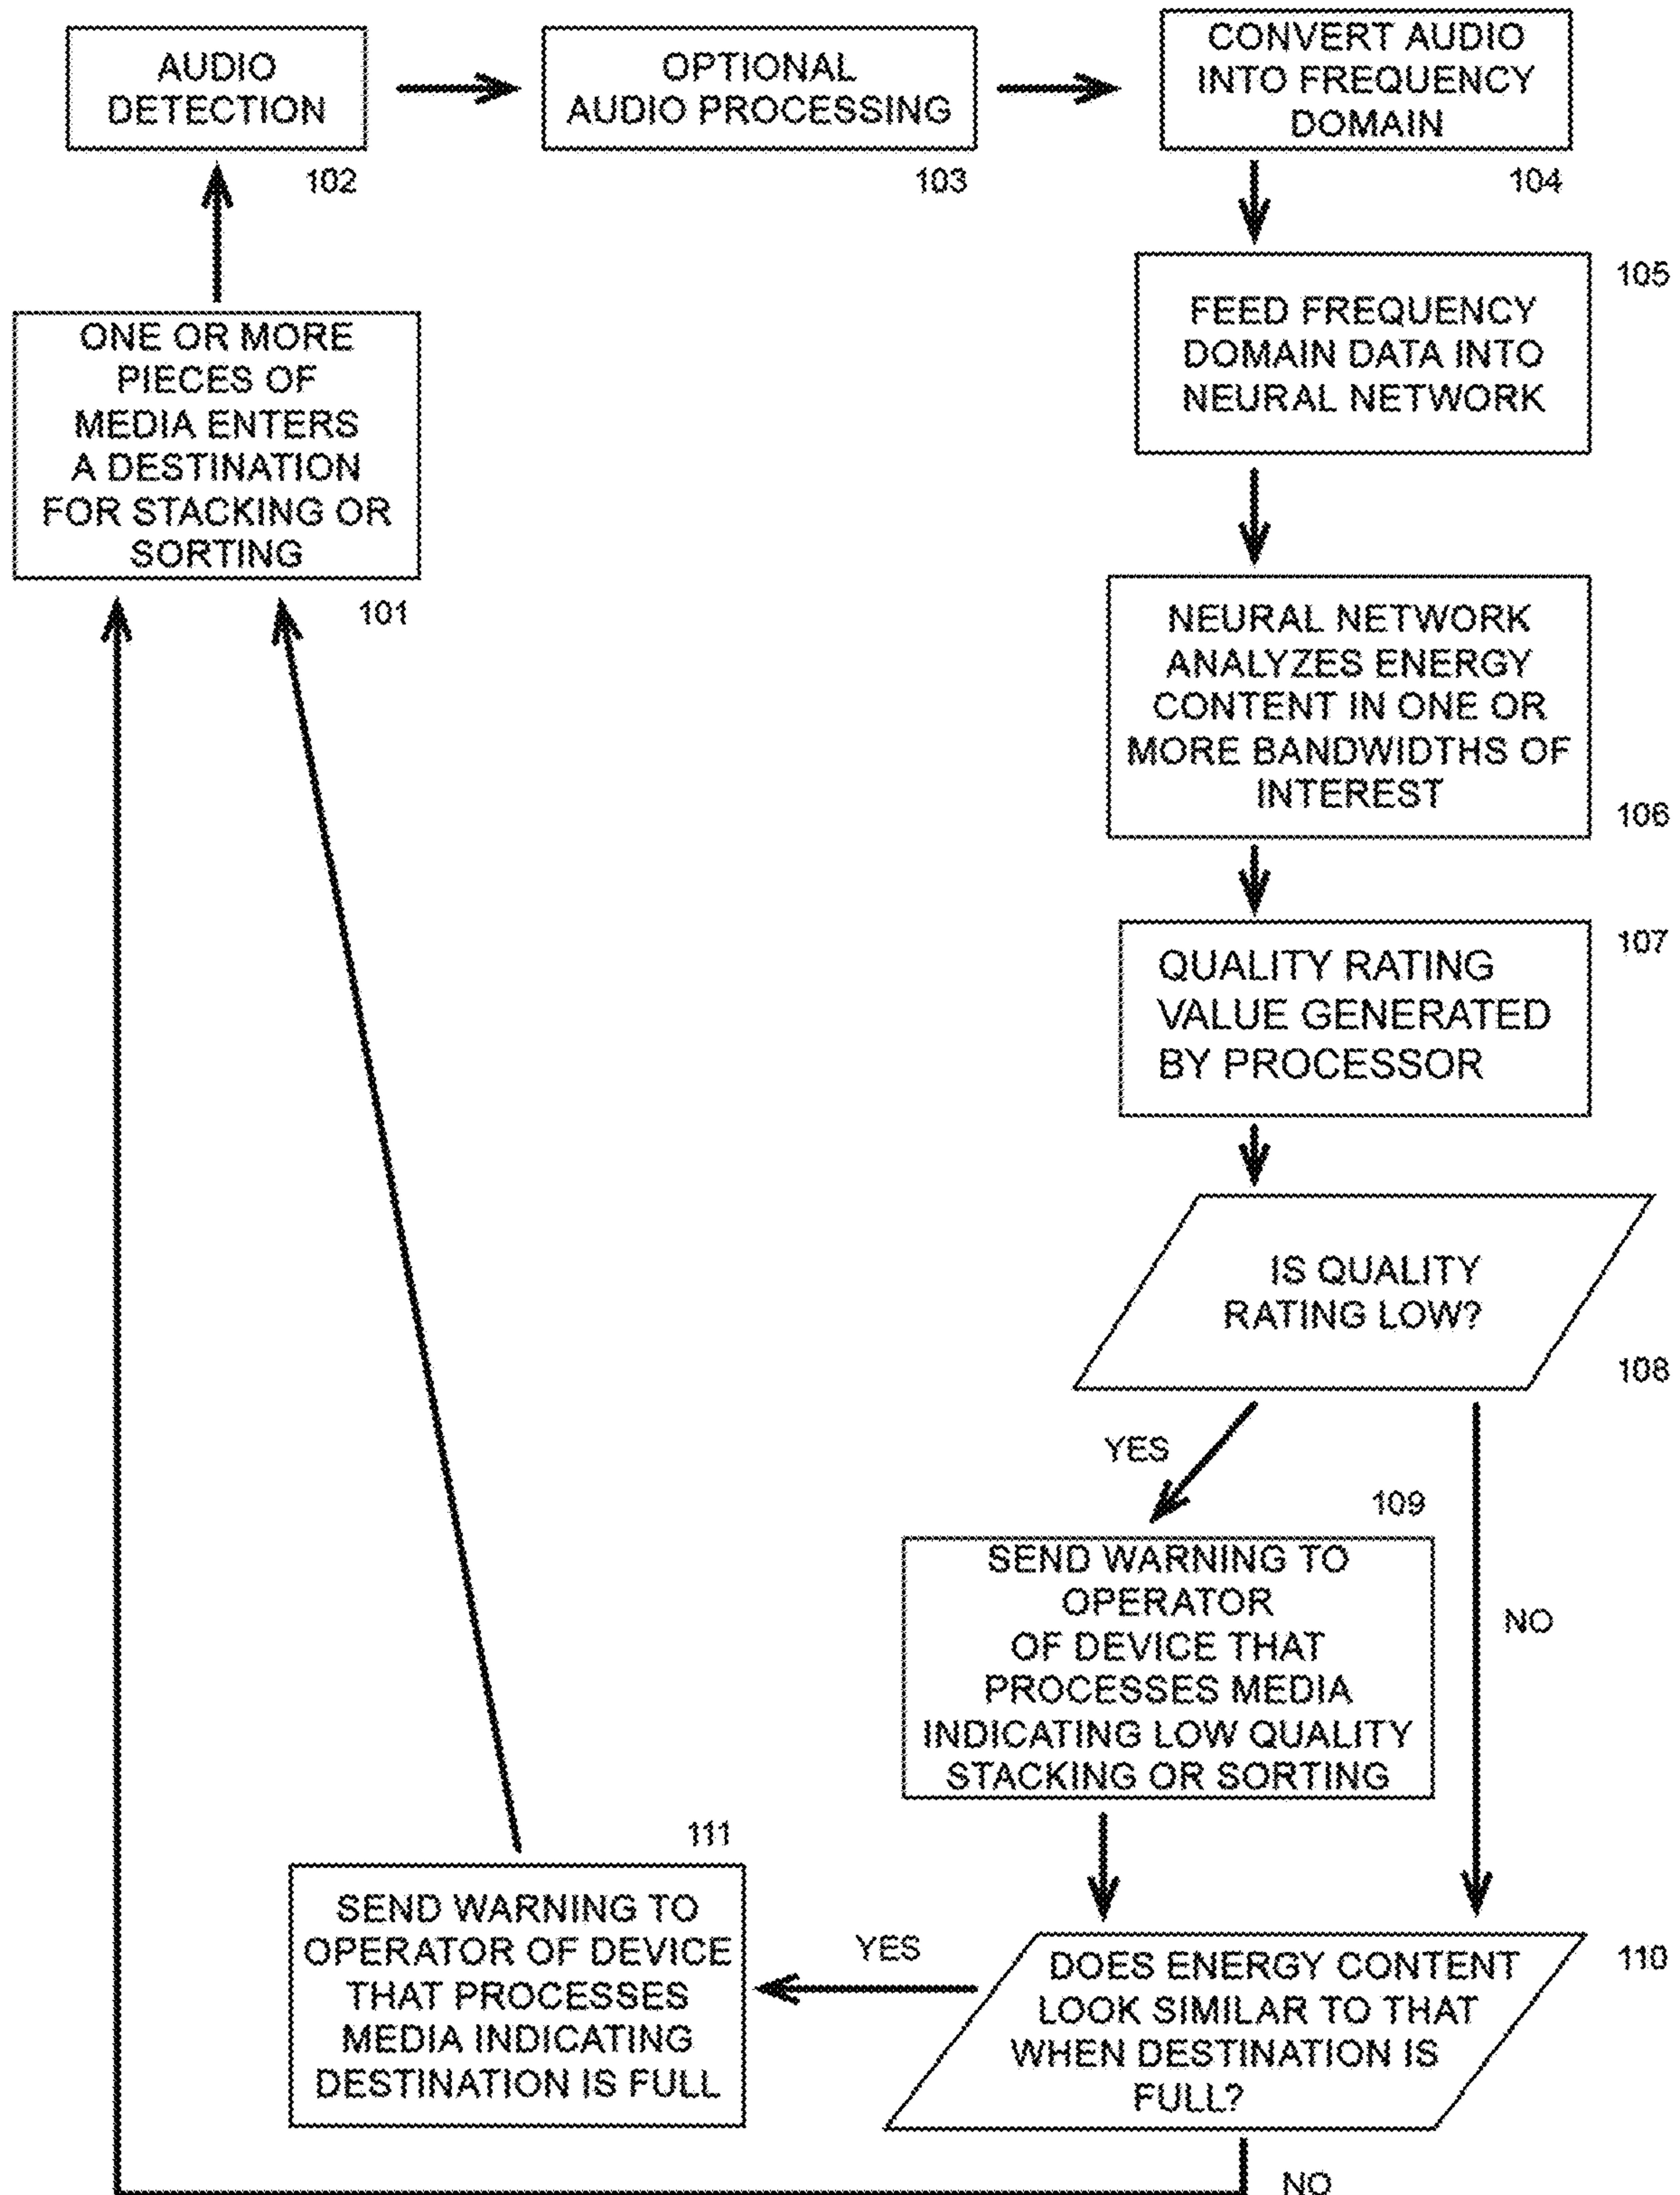 AUDIO
DETECTION
102
OPTIONAL
AUDIO PROCESSING
103
CONVERT AUDIO
INTO FREQUENCY
DOMAIN
104
ONE OR MORE
PIECES OF
MEDIA ENTERS
A DESTINATION
FOR STACKING OR
SORTING
101
105
FEED FREQUENCY
DOMAIN DATA INTO
NEURAL NETWORK
NEURAL NETWORK
ANALYZES ENERGY
CONTENT IN ONE OR
MORE BANDWIDTHS OF
INTEREST
106
107
QUALITY RATING
VALUE GENERATED
BY PROCESSOR
IS QUALITY
RATING LOW?
108
YES
NO
109
SEND WARNING TO
OPERATOR
OF DEVICE THAT
PROCESSES MEDIA
INDICATING LOW QUALITY
STACKING OR SORTING
110
DOES ENERGY CONTENT
LOOK SIMILAR TO THAT
WHEN DESTINATION IS
FULL?
YES
111
SEND WARNING TO
OPERATOR OF DEVICE
THAT PROCESSES
MEDIA INDICATING
DESTINATION IS FULL
NO